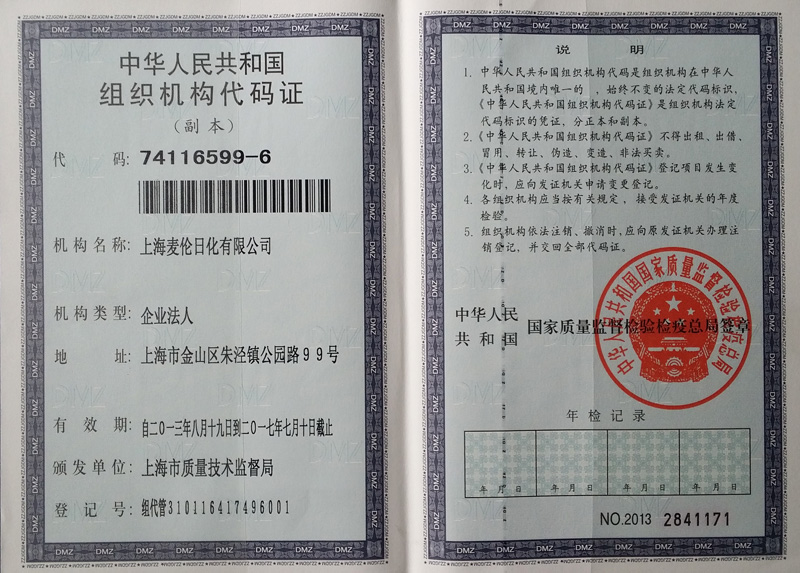 中华人民共和国
组织机构代码证
（副本）
代 码: 74116599-6
机构名称: 上海麦伦日化有限公司
机构类型: 企业法人
地 址: 上海市金山区朱泾镇公园路99号
有 效 期: 自二○一三年八月十九日到二○一七年七月十日截止
颁发单位: 上海市质量技术监督局
登 记 号: 组代管310116417496001
说 明
1. 中华人民共和国组织机构代码是组织机构在中华人
民共和国境内唯一的、始终不变的法定代码标识，
《中华人民共和国组织机构代码证》是组织机构法定
代码标识的凭证，分正本和副本。
2.《中华人民共和国组织机构代码证》不得出租、出借、
冒用、转让、伪造、变造、非法买卖。
3.《中华人民共和国组织机构代码证》登记项目发生变
化时，应向发证机关申请变更登记。
4. 各组织机构应当按有关规定，接受发证机关的年度
检验。
5. 组织机构依法注销、撤消时，应向原发证机关办理注
销登记，并交回全部代码证。
中华人民
共和国
国家质量监督检验检疫总局签章
中华人民共和国国家质量监督检验检疫总局
年检记录
年 月 日 年 月 日 年 月 日 年 月 日
NO.2013 2841171